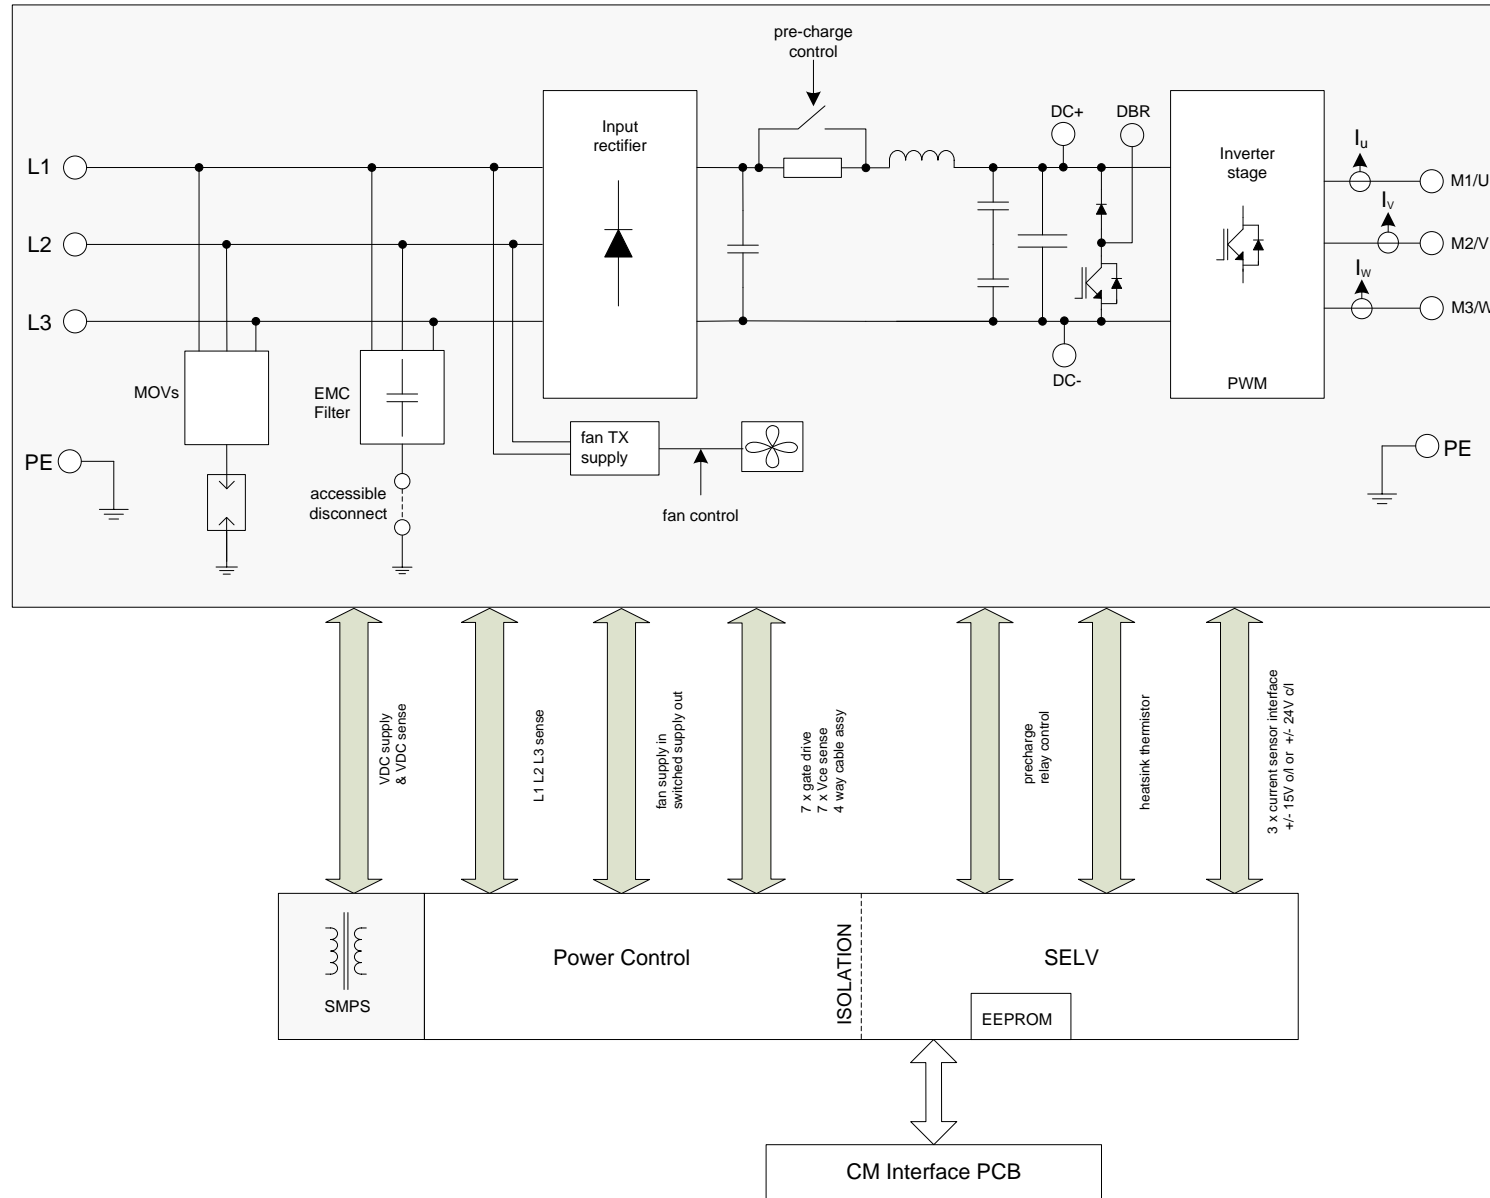 pre-charge
control
DC+
DBR
Input
rectifier
Inverter
stage
Iu
IV
IW
L1
L2
L3
M1/U
M2/V
M3/W
MOVs
EMC
Filter
DC-
PWM
PE
fan TX
supply
PE
accessible
disconnect
fan control
VDC supply
& VDC sense
L1 L2 L3 sense
fan supply in
switched supply out
7 x gate drive
7 x Vce sense
4 way cable assy
precharge
relay control
heatsink thermistor
3 x current sensor interface
+/- 15V o/l or +/- 24V c/l
SMPS
Power Control
ISOLATION
SELV
EEPROM
CM Interface PCB